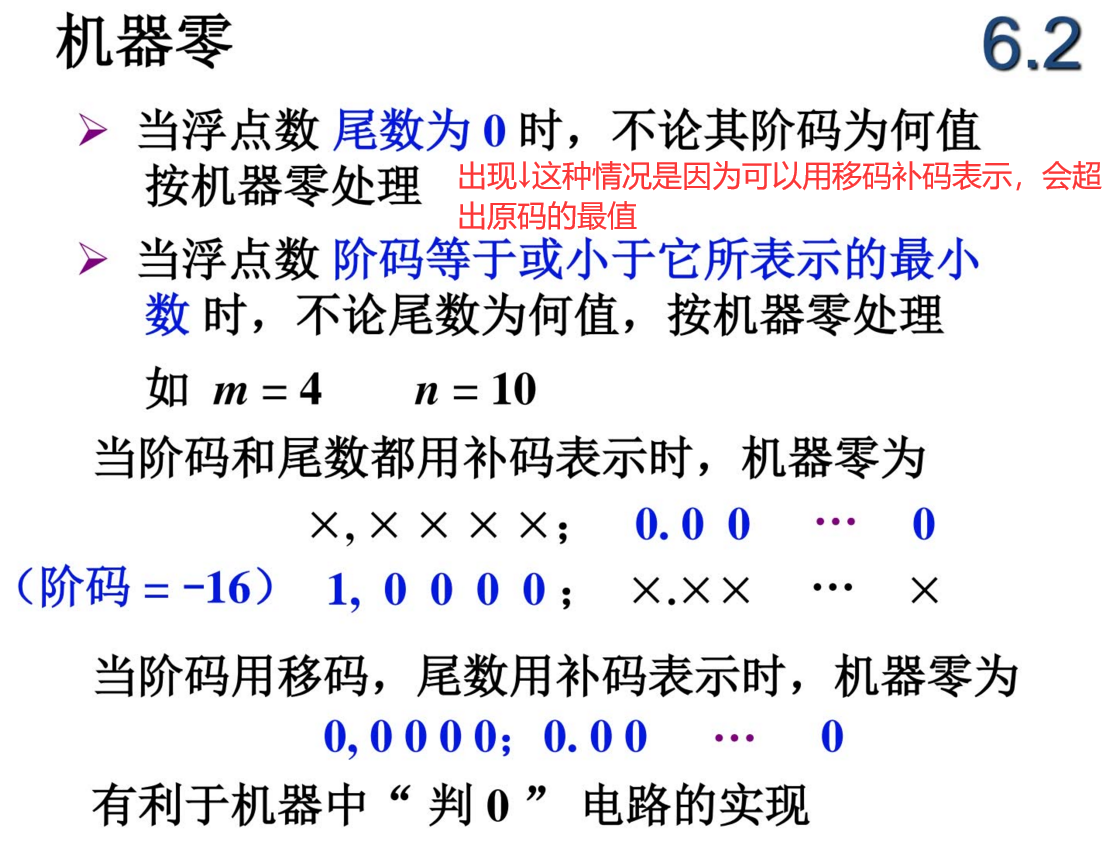 机器零 6.2
➢ 当浮点数 尾数为 0 时，不论其阶码为何值
按机器零处理 出现↓这种情况是因为可以用移码补码表示，会超
出原码的最值
➢ 当浮点数 阶码等于或小于它所表示的最小
数 时，不论尾数为何值，按机器零处理
如 m = 4 n = 10
当阶码和尾数都用补码表示时，机器零为
×, × × × ×； 0. 0 0 … 0
（阶码 = -16） 1, 0 0 0 0； ×.×× … ×
当阶码用移码，尾数用补码表示时，机器零为
0, 0 0 0 0；0. 0 0 … 0
有利于机器中“ 判 0 ” 电路的实现